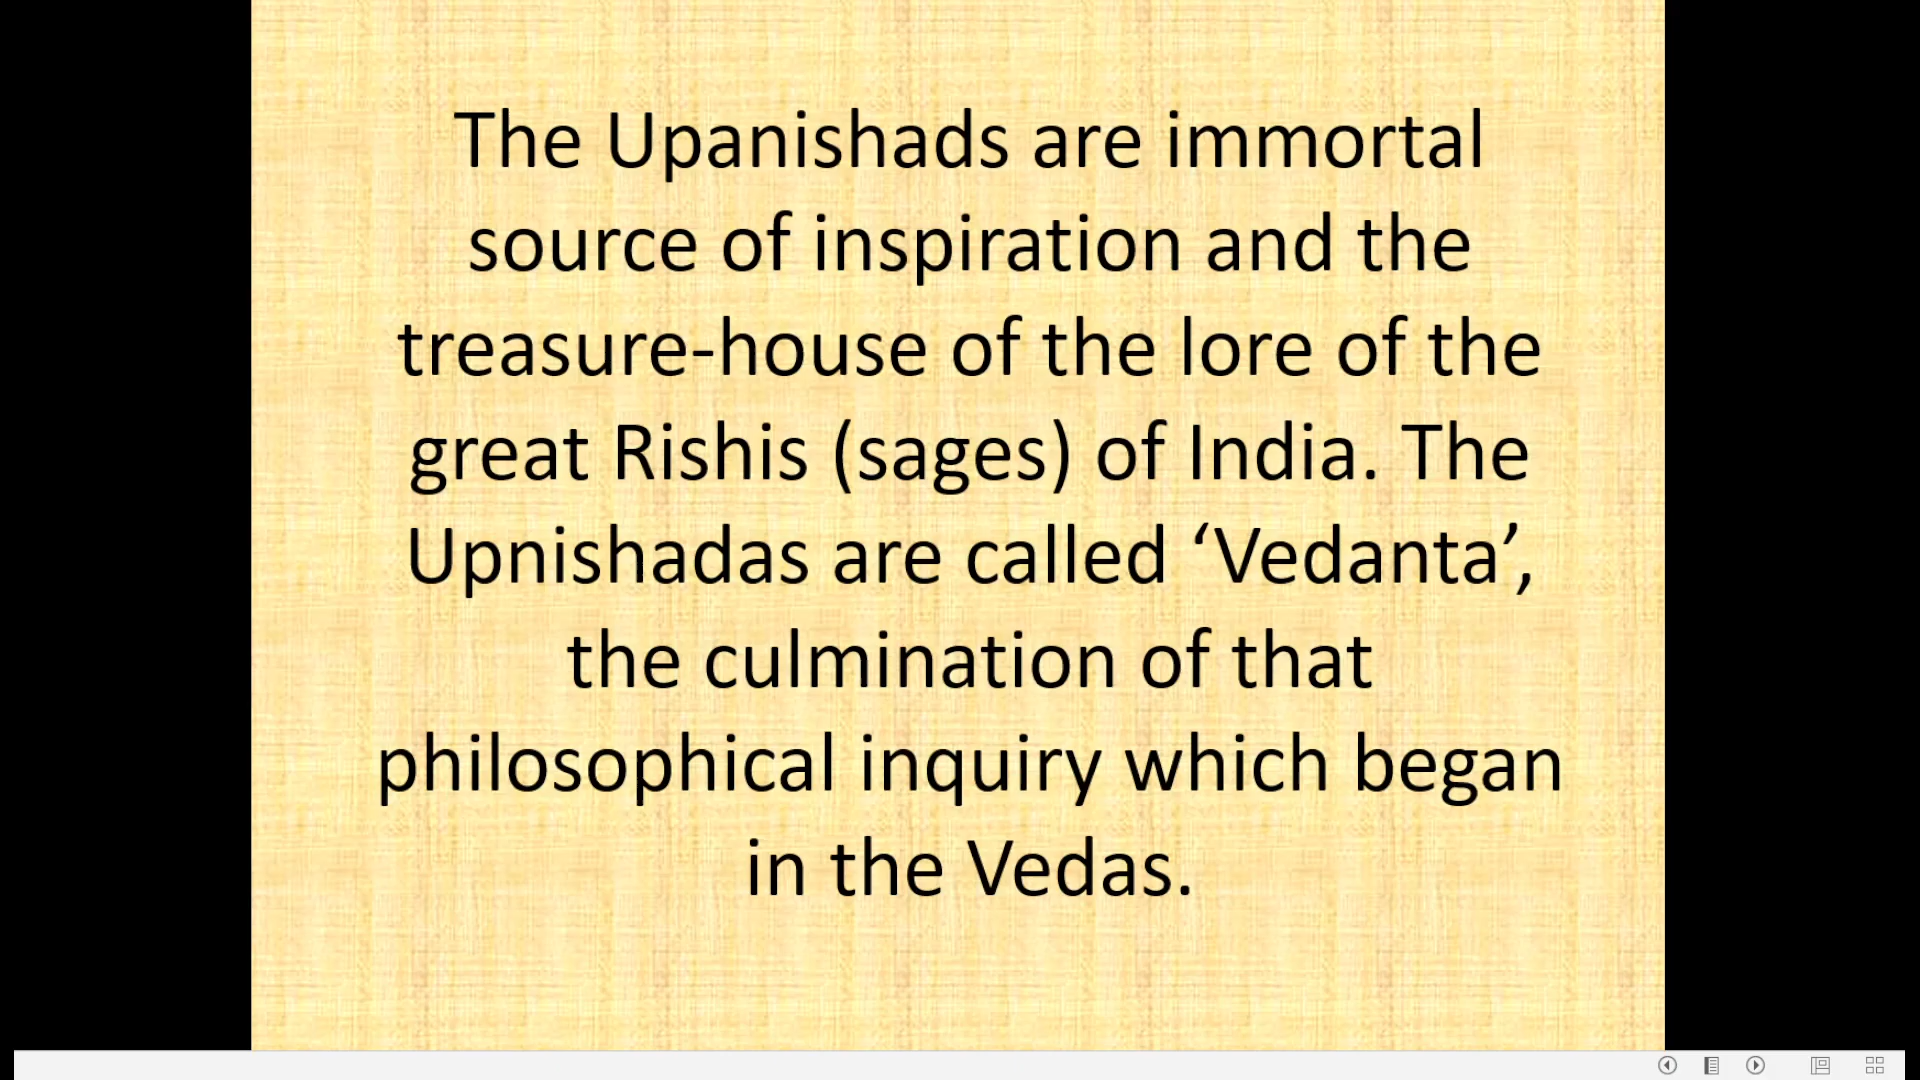 The Upanishads are immortal
source of inspiration and the
treasure-house of the lore of the
great Rishis (sages) of India. The
Upnishadas are called ‘Vedanta’,
the culmination of that
philosophical inquiry which began
in the Vedas.